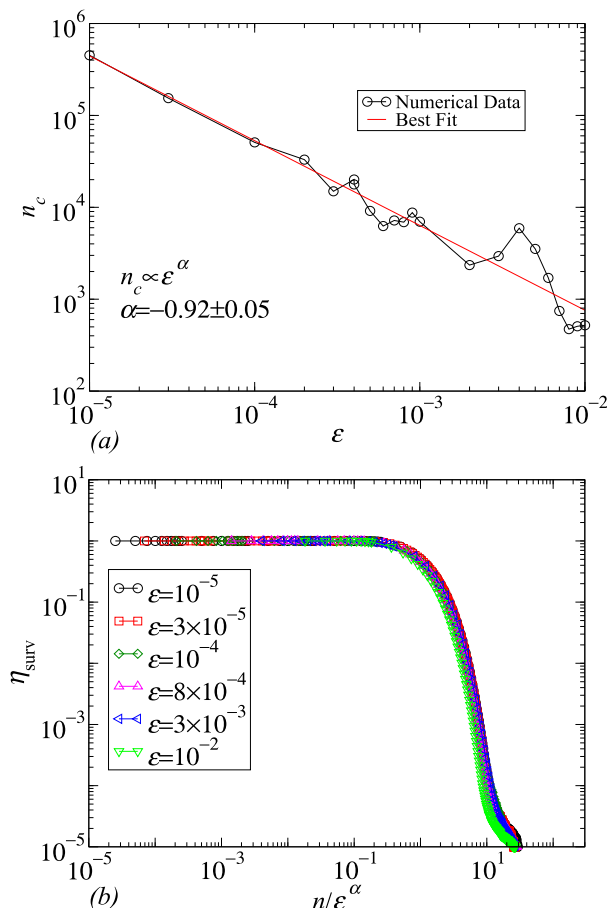 10^6
10^5
10^4
10^3
10^2
n_c
Numerical Data
Best Fit
n_c∝ε^α
α=−0.92±0.05
10^-5 10^-4 10^-3 10^-2
ε
(a)
10^1
10^-1
10^-3
10^-5
η_surv
ε=10^-5
ε=3×10^-5
ε=10^-4
ε=8×10^-4
ε=3×10^-3
ε=10^-2
10^-5 10^-3 10^-1 10^1
n/ε^α
(b)